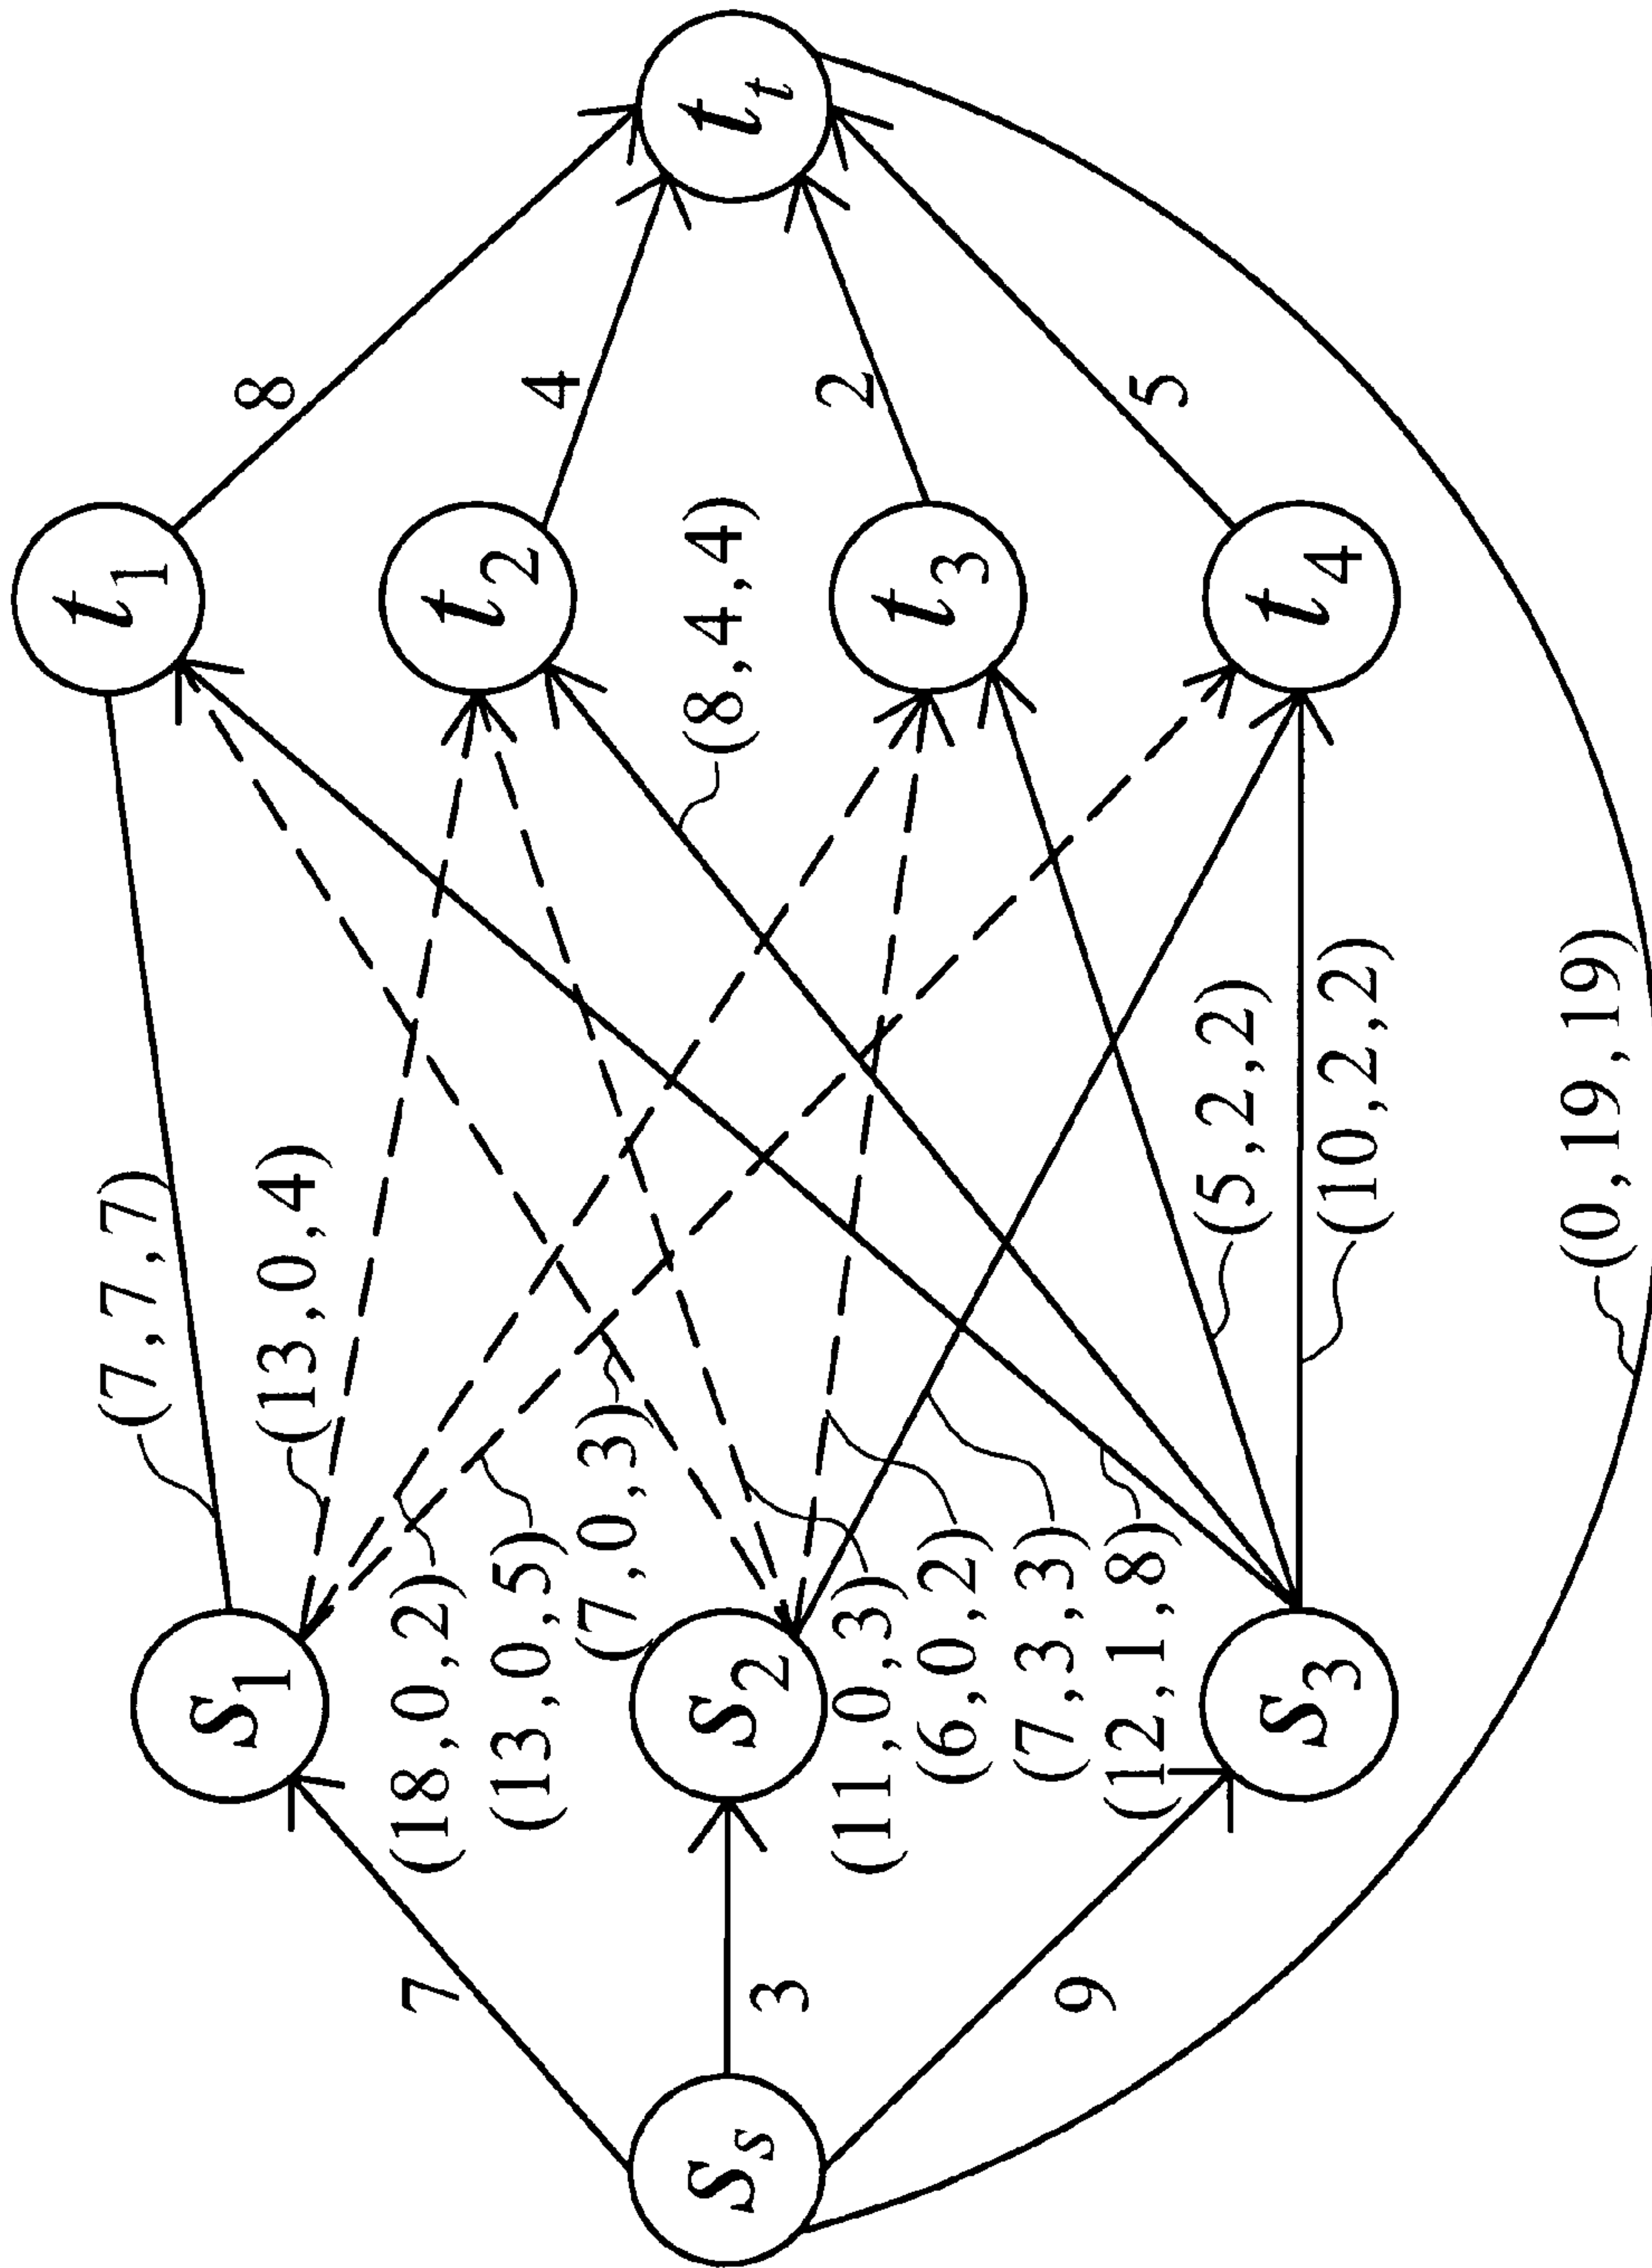 t1
t2
t3
t4
tt
8
4
2
5
(8,4,4)
(7,7,7)
(13,0,4)
(5,2,2)
(10,2,2)
(0,19,19)
(18,0,2)
(13,0,5)
(7,0,3)
(11,0,3)
(6,0,2)
(7,3,3)
(12,1,8)
s1
s2
s3
7
3
9
ss